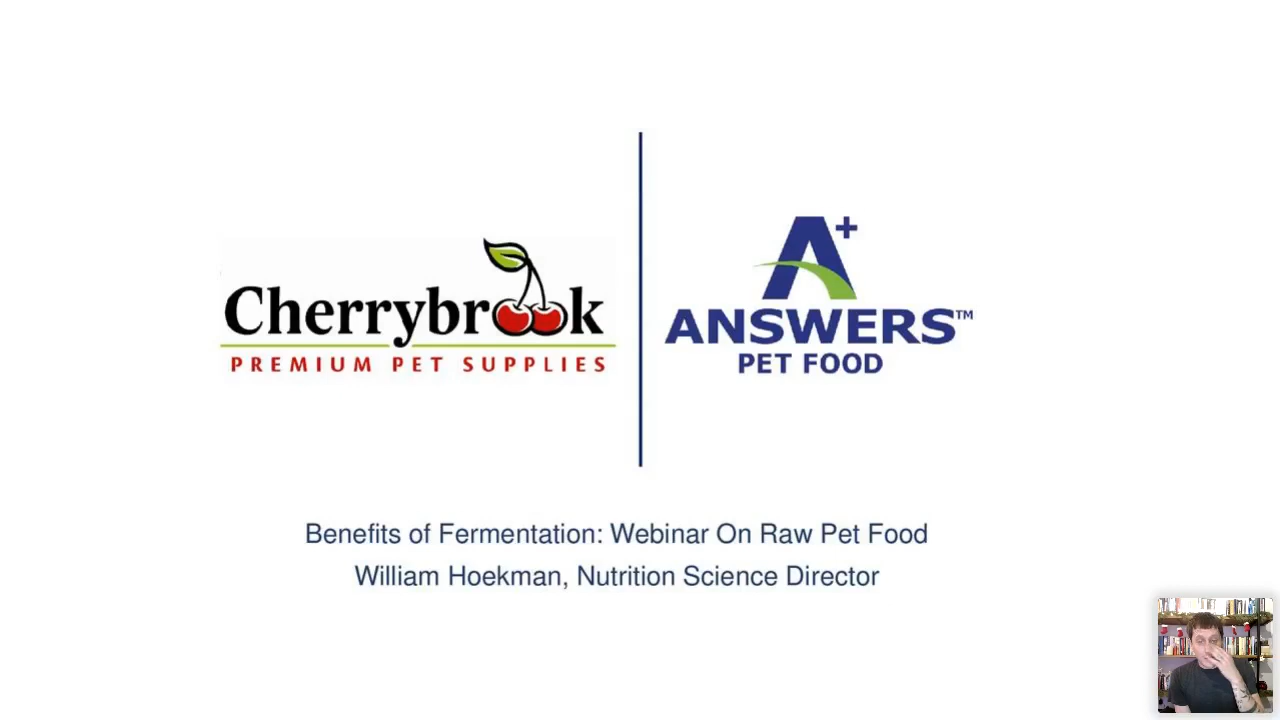 Cherrybrook
PREMIUM PET SUPPLIES
A+
ANSWERS™
PET FOOD
Benefits of Fermentation: Webinar On Raw Pet Food
William Hoekman, Nutrition Science Director